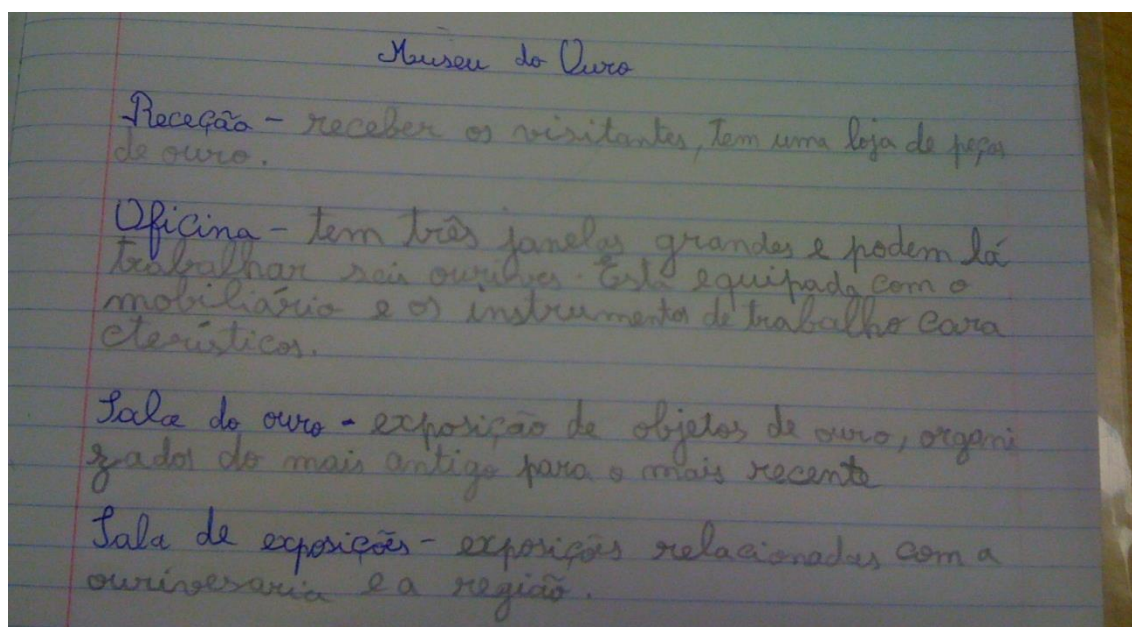 Museu do Ouro
Receção - receber os visitantes, tem uma loja de peças
de ouro.
Oficina - tem três janelas grandes e podem lá
trabalhar seis ourives. Está equipada com o
mobiliário e os instrumentos de trabalho cara
cterísticos.
Sala do ouro - exposição de objetos de ouro, organi
zados do mais antigo para o mais recente
Sala de exposições - exposições relacionadas com a
ourivesaria e a região.